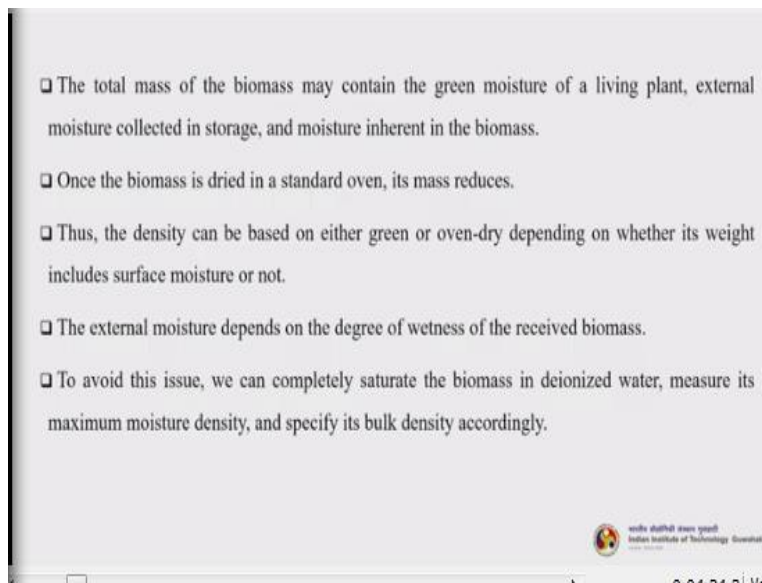 ❑ The total mass of the biomass may contain the green moisture of a living plant, external
moisture collected in storage, and moisture inherent in the biomass.
❑ Once the biomass is dried in a standard oven, its mass reduces.
❑ Thus, the density can be based on either green or oven-dry depending on whether its weight
includes surface moisture or not.
❑ The external moisture depends on the degree of wetness of the received biomass.
❑ To avoid this issue, we can completely saturate the biomass in deionized water, measure its
maximum moisture density, and specify its bulk density accordingly.
Indian Institute of Technology